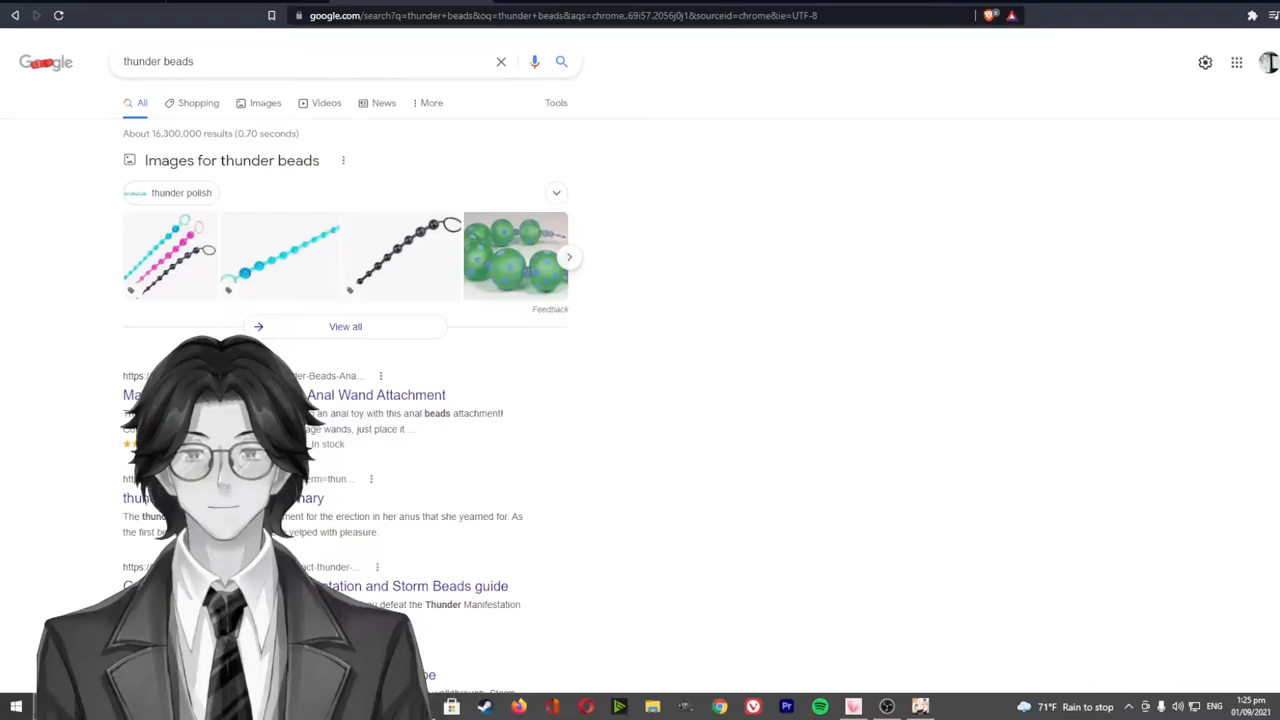 google.com/search?q=thunder+beads&oq=thunder+beads&aqs=chrome..69i57.2056j0j1&sourceid=chrome&ie=UTF-8
Google
thunder beads
All Shopping Images Videos News More Tools
About 16,300,000 results (0.70 seconds)
Images for thunder beads
thunder polish
Feedback
View all
https:/ der-Beads-Ana...
Anal Wand Attachment
an anal toy with this anal beads attachment!
wands, just place it ...
In stock
erm=thun...
The ment for the erection in her anus that she yearned for. As
the first yelped with pleasure.
https:/ act-thunder-...
and Storm Beads guide
defeat the Thunder Manifestation
71°F Rain to stop ENG
1:25 pm
01/09/2021